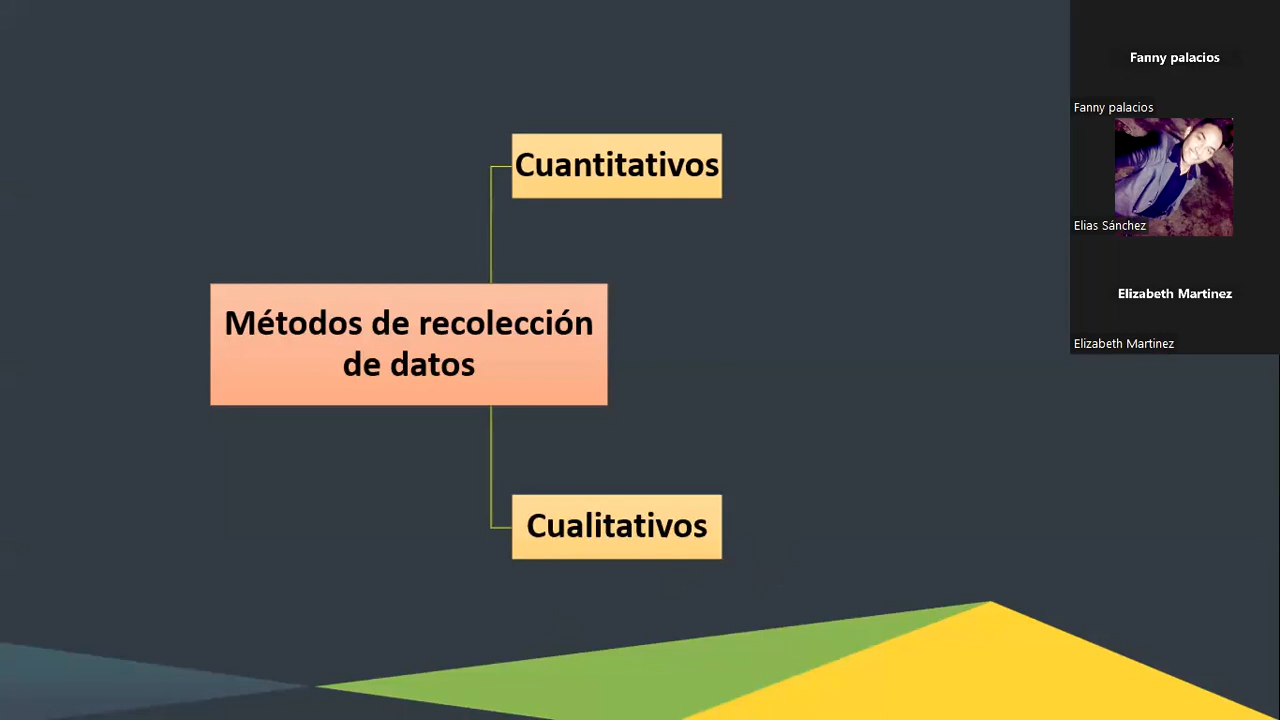 Cuantitativos
Métodos de recolección
de datos
Cualitativos
Fanny palacios
Fanny palacios
Elias Sánchez
Elizabeth Martinez
Elizabeth Martinez